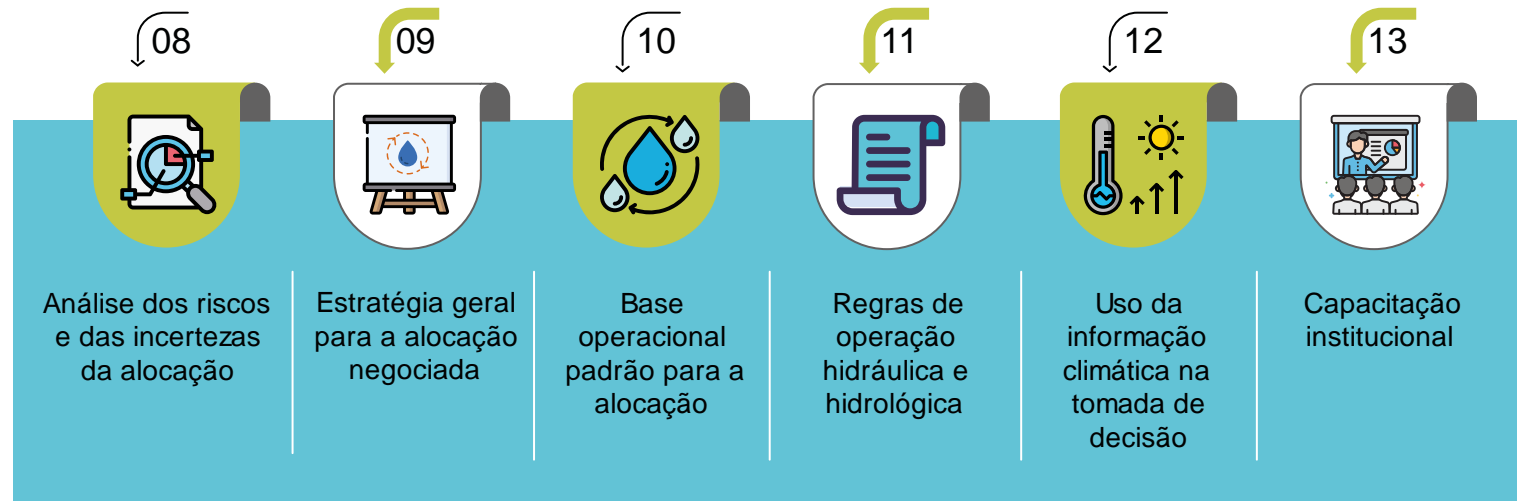 08
Análise dos riscos
e das incertezas
da alocação
09
Estratégia geral
para a alocação
negociada
10
Base
operacional
padrão para a
alocação
11
Regras de
operação
hidráulica e
hidrológica
12
Uso da
informação
climática na
tomada de
decisão
13
Capacitação
institucional